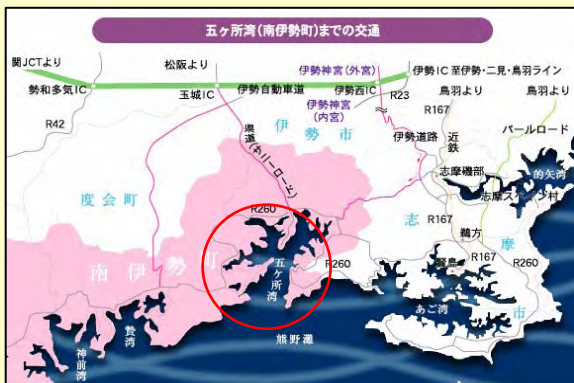 五ヶ所湾(南伊勢町)までの交通
関JCTより
松阪より
伊勢神宮(外宮)
伊勢IC 至伊勢・二見・鳥羽ライン
勢和多気IC
玉城IC
伊勢自動車道
伊勢西IC
R23
鳥羽より
鳥羽より
伊勢神宮
(内宮)
R167
R42
伊勢市
伊勢道路
近鉄
パールロード
県道(サニーロード)
志摩磯部
的矢湾
度会町
志摩スペイン村
R260
志摩市
R167
鵜方
南伊勢町
五ヶ所湾
R260
賢島
R167
R260
あご湾
贄湾
熊野灘
神前湾